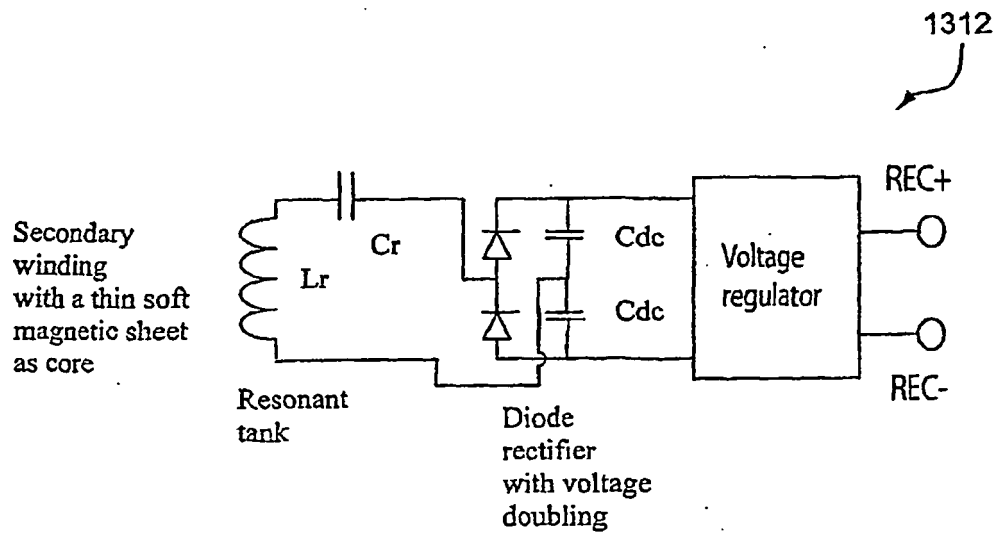 1312
REC+
Secondary
winding
with a thin soft
magnetic sheet
as core
Lr
Cr
Cdc
Cdc
Voltage
regulator
REC-
Resonant
tank
Diode
rectifier
with voltage
doubling